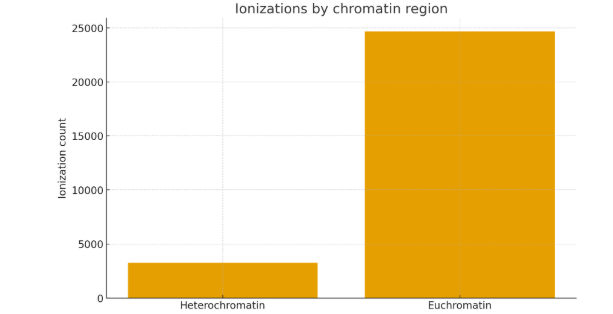 Ionizations by chromatin region
25000
20000
15000
10000
5000
0
Ionization count
Heterochromatin
Euchromatin